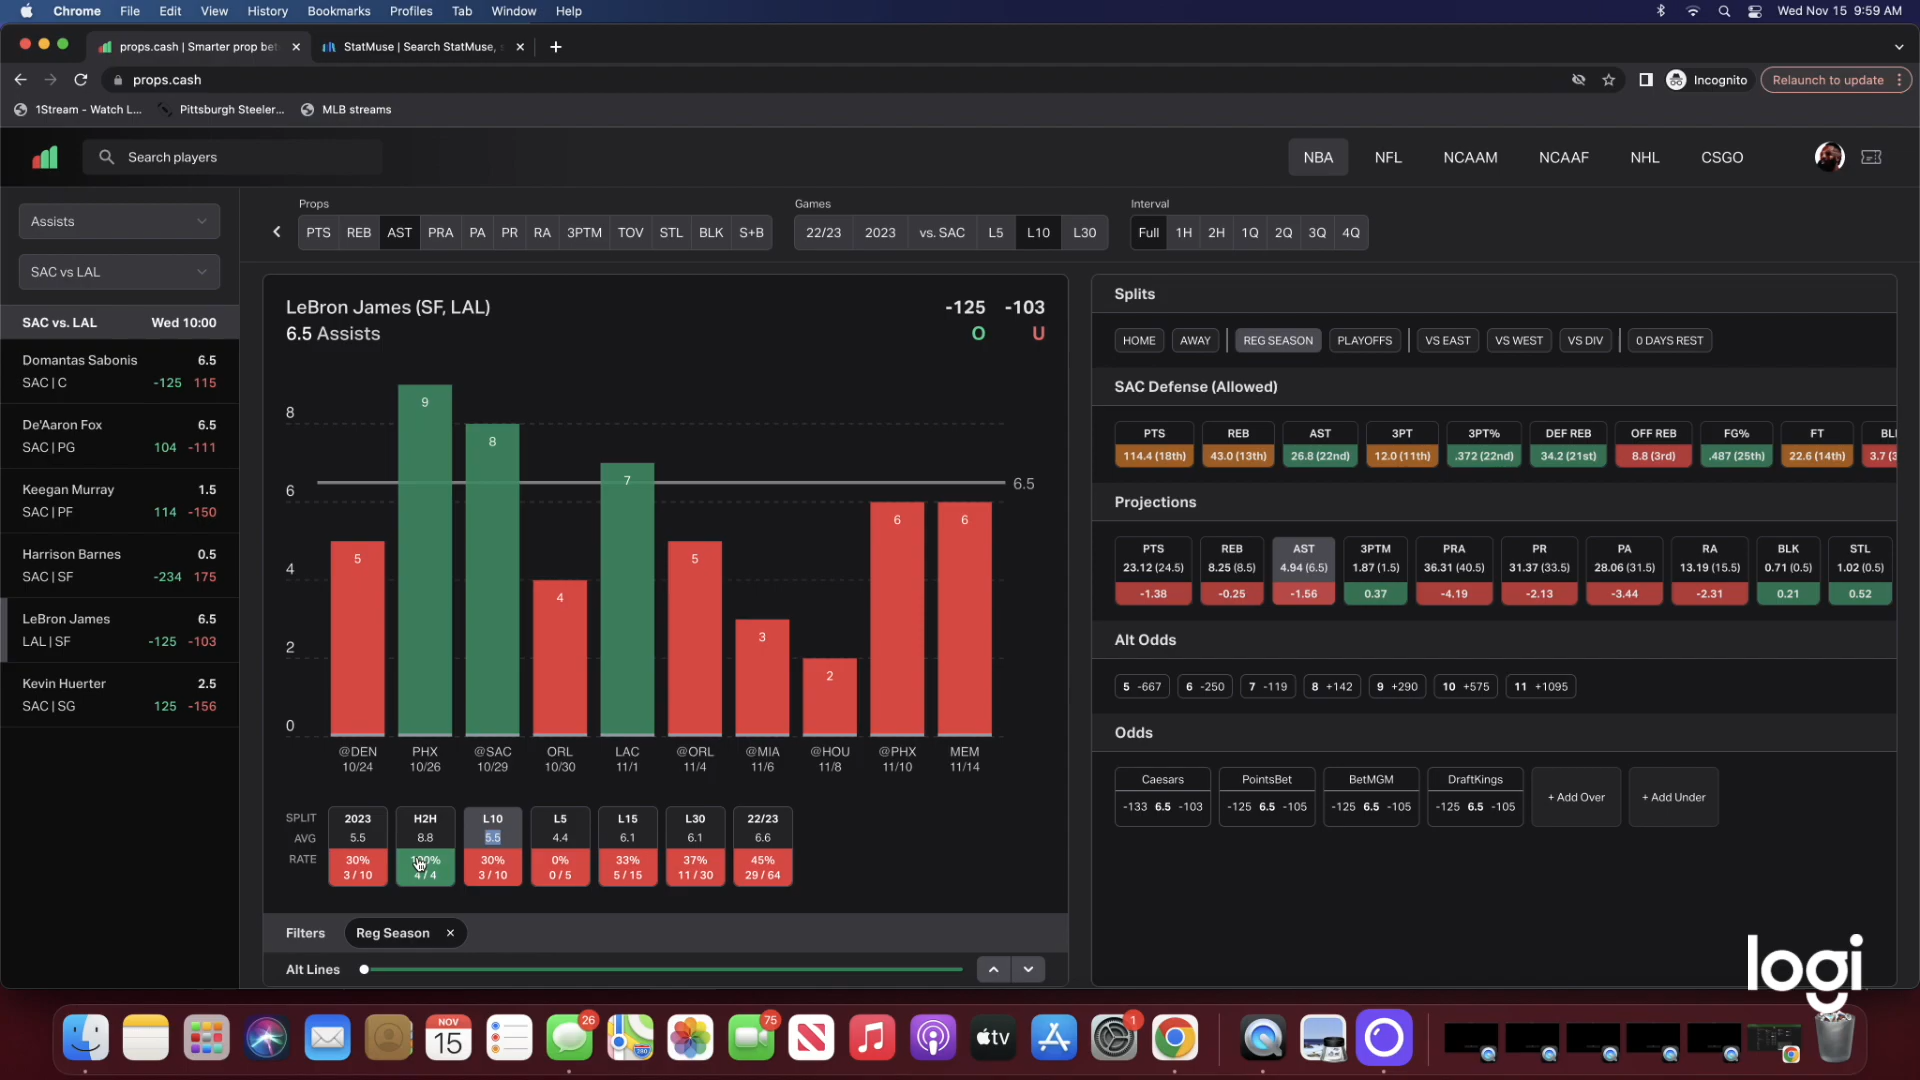 Chrome File Edit View History Bookmarks Profiles Tab Window Help Wed Nov 15 9:59 AM
props.cash | Smarter prop bet StatMuse | Search StatMuse,
props.cash Incognito Relaunch to update
1Stream - Watch L... Pittsburgh Steeler... MLB streams
Search players NBA NFL NCAAM NCAAF NHL CSGO
Assists
SAC vs LAL
SAC vs. LAL Wed 10:00
Domantas Sabonis 6.5
SAC | C -125 115
De'Aaron Fox 6.5
SAC | PG 104 -111
Keegan Murray 1.5
SAC | PF 114 -150
Harrison Barnes 0.5
SAC | SF -234 175
LeBron James 6.5
LAL | SF -125 -103
Kevin Huerter 2.5
SAC | SG 125 -156
Props Games Interval
PTS REB AST PRA PA PR RA 3PTM TOV STL BLK S+B 22/23 2023 vs. SAC L5 L10 L30 Full 1H 2H 1Q 2Q 3Q 4Q
LeBron James (SF, LAL) -125 -103
6.5 Assists O U
8
6
4
2
0
6.5
5 9 8 4 7 5 3 2 6 6
@DEN PHX @SAC ORL LAC @ORL @MIA @HOU @PHX MEM
10/24 10/26 10/29 10/30 11/1 11/4 11/6 11/8 11/10 11/14
SPLIT 2023 H2H L10 L5 L15 L30 22/23
AVG 5.5 8.8 5.5 4.4 6.1 6.1 6.6
RATE 30% 100% 30% 0% 33% 37% 45%
3 / 10 4 / 4 3 / 10 0 / 5 5 / 15 11 / 30 29 / 64
Filters Reg Season
Alt Lines
Splits
HOME AWAY REG SEASON PLAYOFFS VS EAST VS WEST VS DIV 0 DAYS REST
SAC Defense (Allowed)
PTS REB AST 3PT 3PT% DEF REB OFF REB FG% FT
114.4 (18th) 43.0 (13th) 26.8 (22nd) 12.0 (11th) .372 (22nd) 34.2 (21st) 8.8 (3rd) .487 (25th) 22.6 (14th) 3.7
Projections
PTS REB AST 3PTM PRA PR PA RA BLK STL
23.12 (24.5) 8.25 (8.5) 4.94 (6.5) 1.87 (1.5) 36.31 (40.5) 31.37 (33.5) 28.06 (31.5) 13.19 (15.5) 0.71 (0.5) 1.02 (0.5)
-1.38 -0.25 -1.56 0.37 -4.19 -2.13 -3.44 -2.31 0.21 0.52
Alt Odds
5 -667 6 -250 7 -119 8 +142 9 +290 10 +575 11 +1095
Odds
Caesars PointsBet BetMGM DraftKings + Add Over + Add Under
-133 6.5 -103 -125 6.5 -105 -125 6.5 -105 -125 6.5 -105
logi
NOV
15
26
75
tv
1